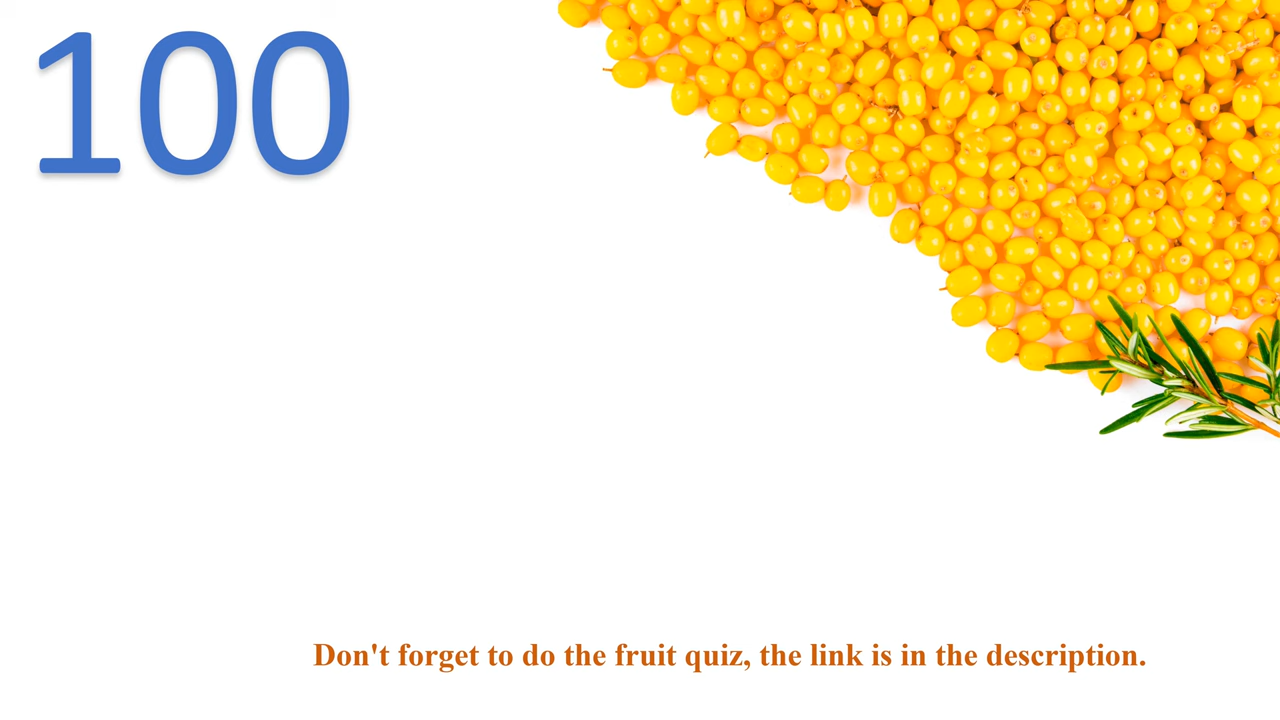 100
Don't forget to do the fruit quiz, the link is in the description.